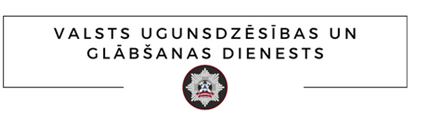 VALSTS UGUNSDZĒSĪBAS UN
GLĀBŠANAS DIENESTS